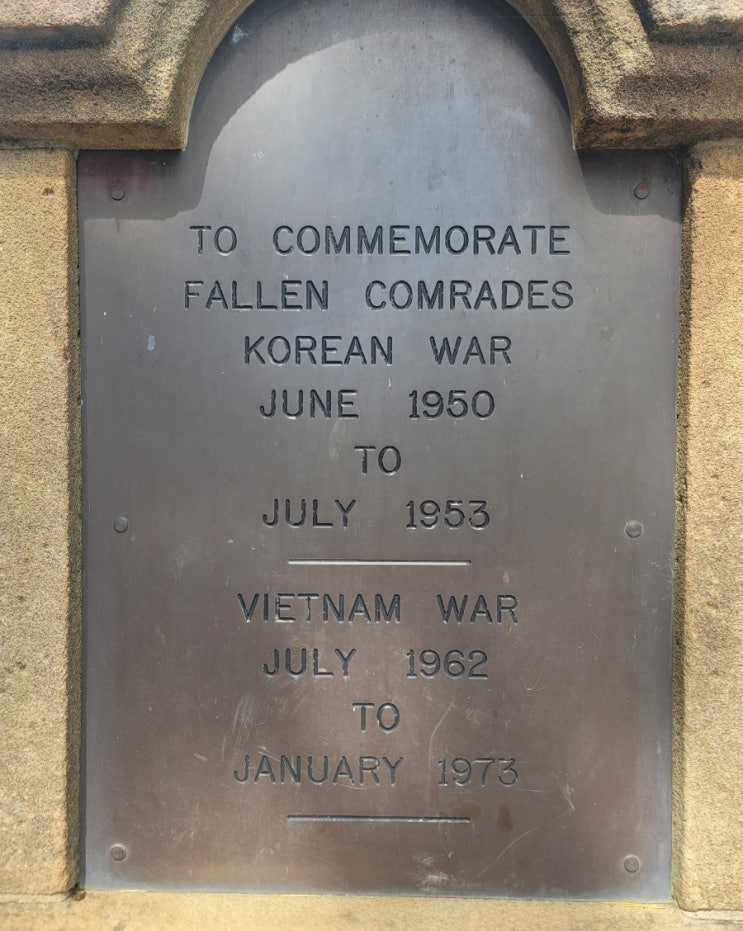 TO COMMEMORATE
FALLEN COMRADES
KOREAN WAR
JUNE 1950
TO
JULY 1953
VIETNAM WAR
JULY 1962
TO
JANUARY 1973